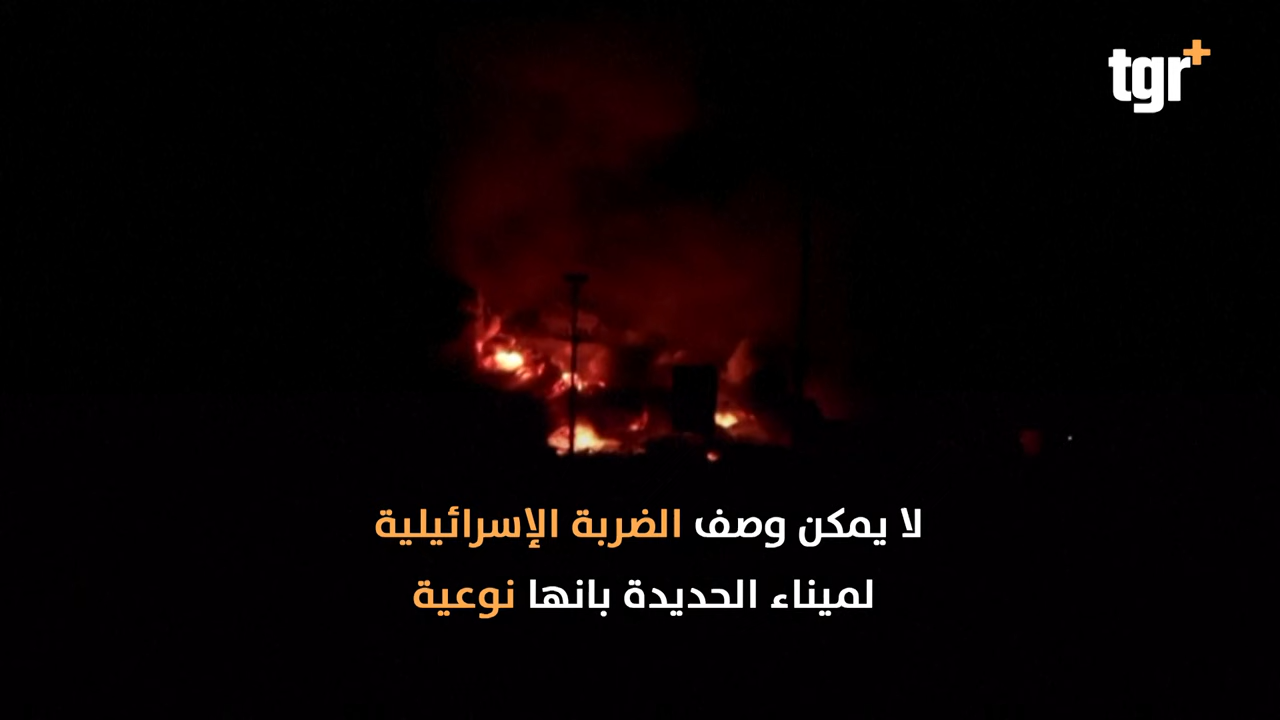 tgr+
لا يمكن وصف الضربة الإسرائيلية
لميناء الحديدة بانها نوعية